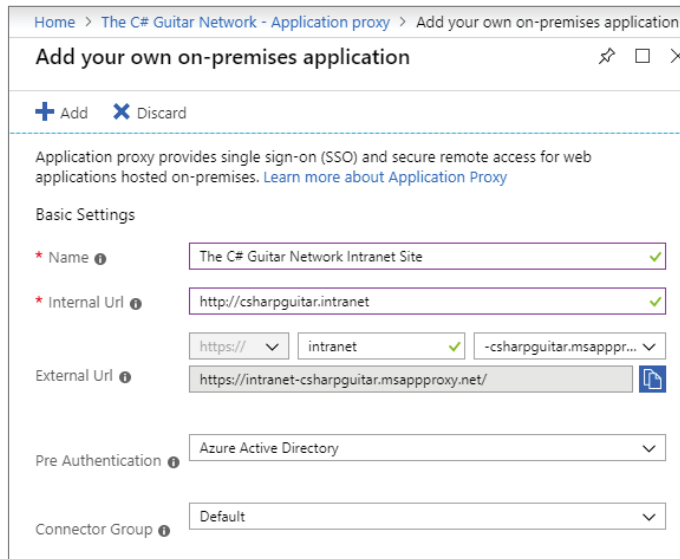 Home > The C# Guitar Network - Application proxy > Add your own on-premises application
Add your own on-premises application
Add Discard
Application proxy provides single sign-on (SSO) and secure remote access for web
applications hosted on-premises. Learn more about Application Proxy
Basic Settings
* Name The C# Guitar Network Intranet Site
* Internal Url http://csharpguitar.intranet
https:// intranet -csharpguitar.msapppr...
External Url https://intranet-csharpguitar.msappproxy.net/
Pre Authentication Azure Active Directory
Connector Group Default